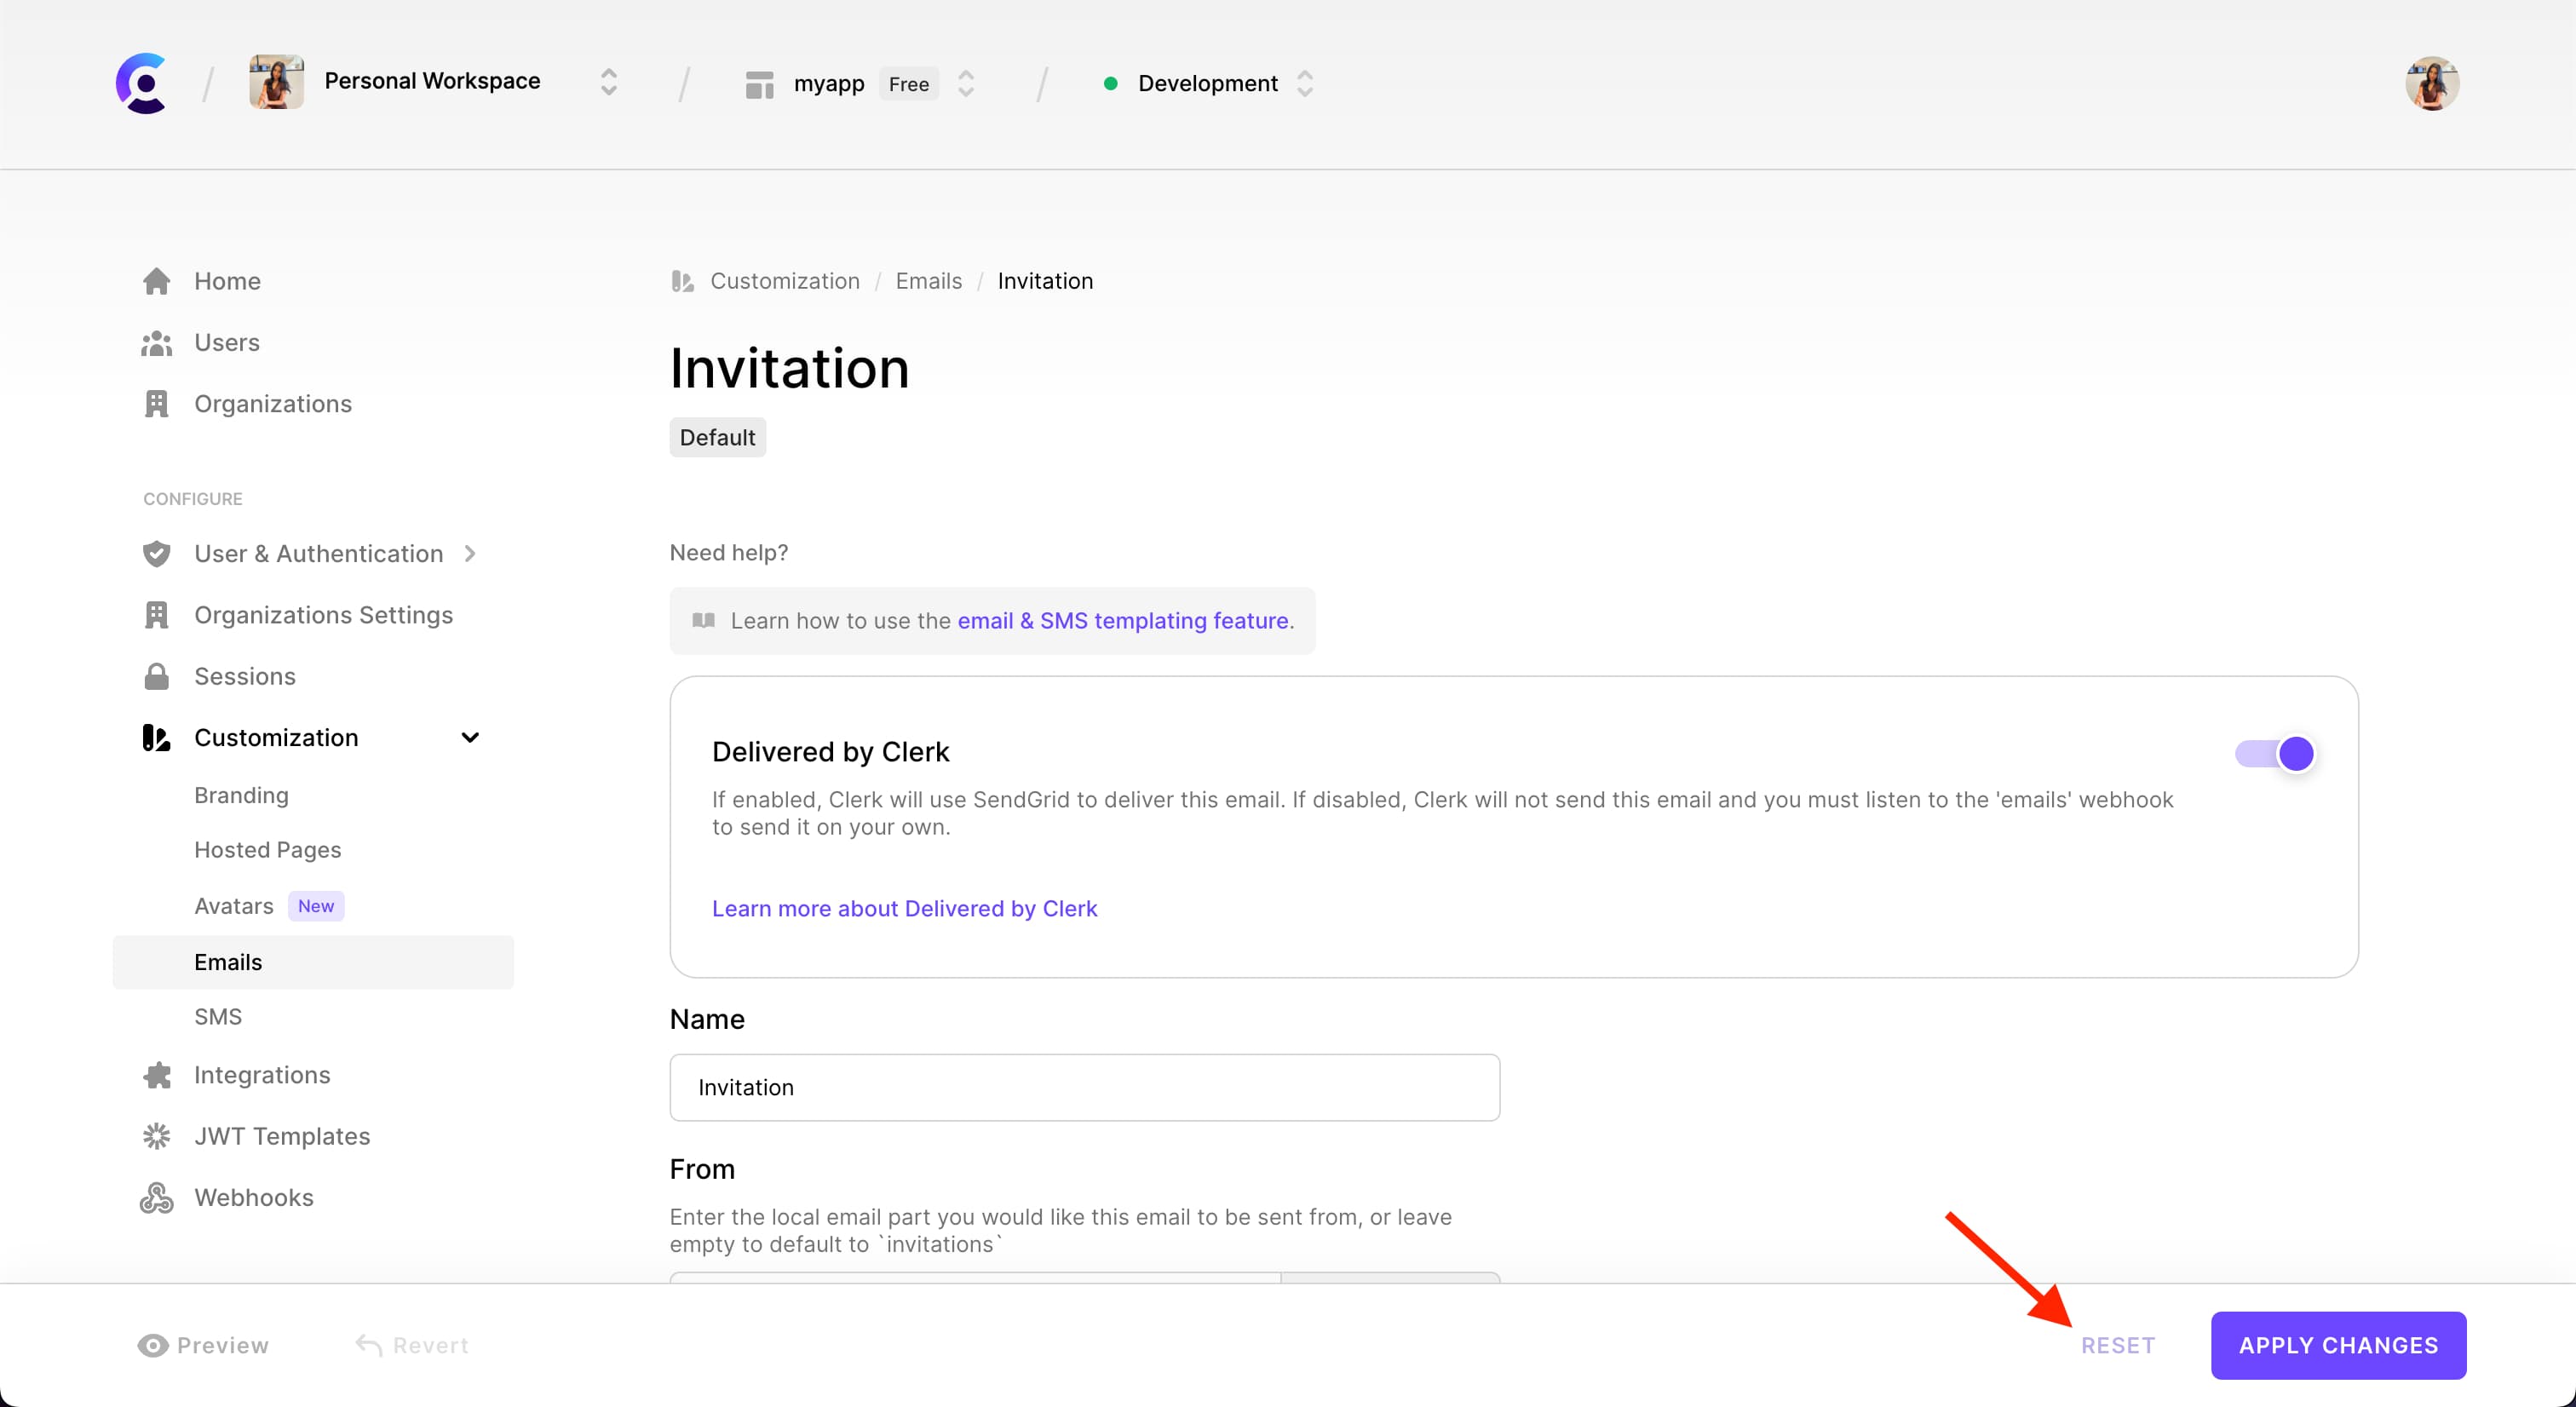 Personal Workspace
myapp Free
Development
Home
Users
Organizations
CONFIGURE
User & Authentication
Organizations Settings
Sessions
Customization
Branding
Hosted Pages
Avatars New
Emails
SMS
Integrations
JWT Templates
Webhooks
Customization / Emails / Invitation
Invitation
Default
Need help?
Learn how to use the email & SMS templating feature.
Delivered by Clerk
If enabled, Clerk will use SendGrid to deliver this email. If disabled, Clerk will not send this email and you must listen to the 'emails' webhook
to send it on your own.
Learn more about Delivered by Clerk
Name
Invitation
From
Enter the local email part you would like this email to be sent from, or leave
empty to default to `invitations`
Preview
Revert
RESET
APPLY CHANGES